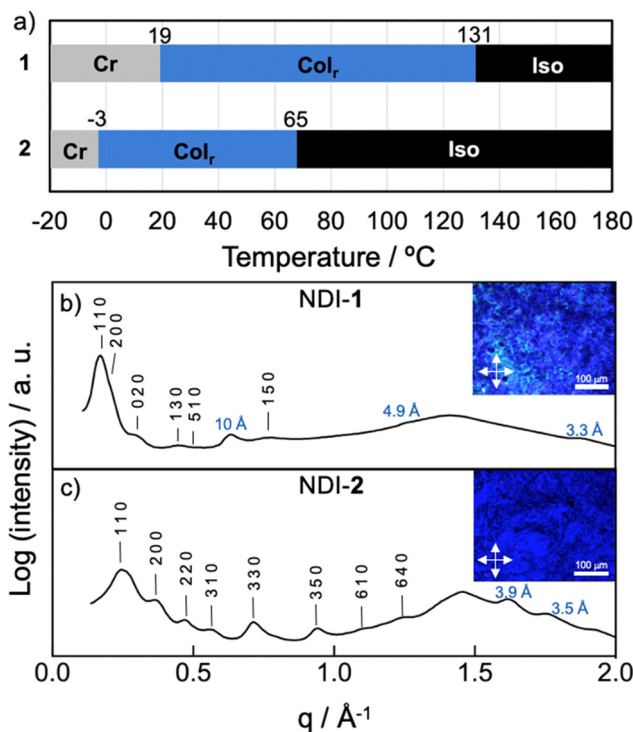 a)
19 131
1 Cr Colr Iso
-3 65
2 Cr Colr Iso
-20 0 20 40 60 80 100 120 140 160 180
Temperature / ºC
b) NDI-1
110
200
020
130
510
10 Å
150
4.9 Å
3.3 Å
100 µm
Log (intensity) / a. u.
c) NDI-2
110
200
220
310
330
350
610
640
3.9 Å
3.5 Å
100 µm
0.0 0.5 1.0 1.5 2.0
q / Å-1